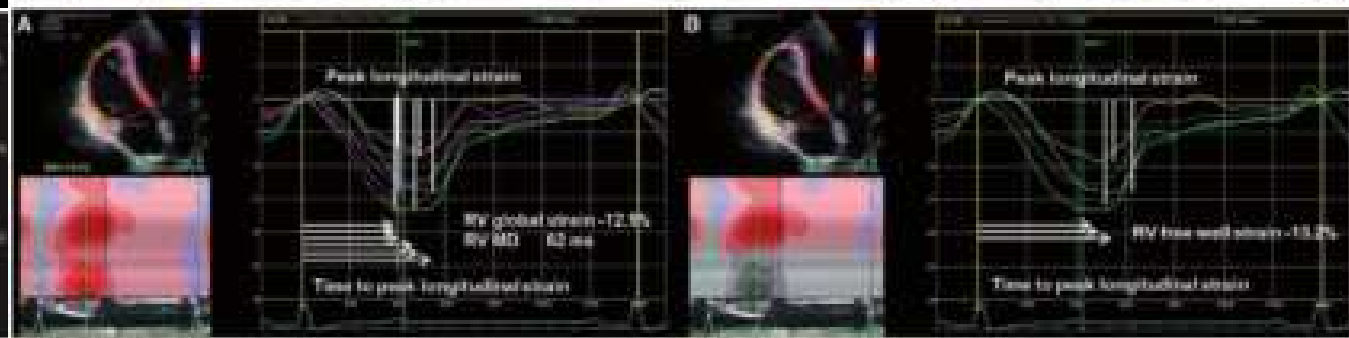 A
Peak longitudinal strain
RV global strain -12.9%
RV MD 62 ms
Time to peak longitudinal strain
B
Peak longitudinal strain
RV free wall strain -13.2%
Time to peak longitudinal strain